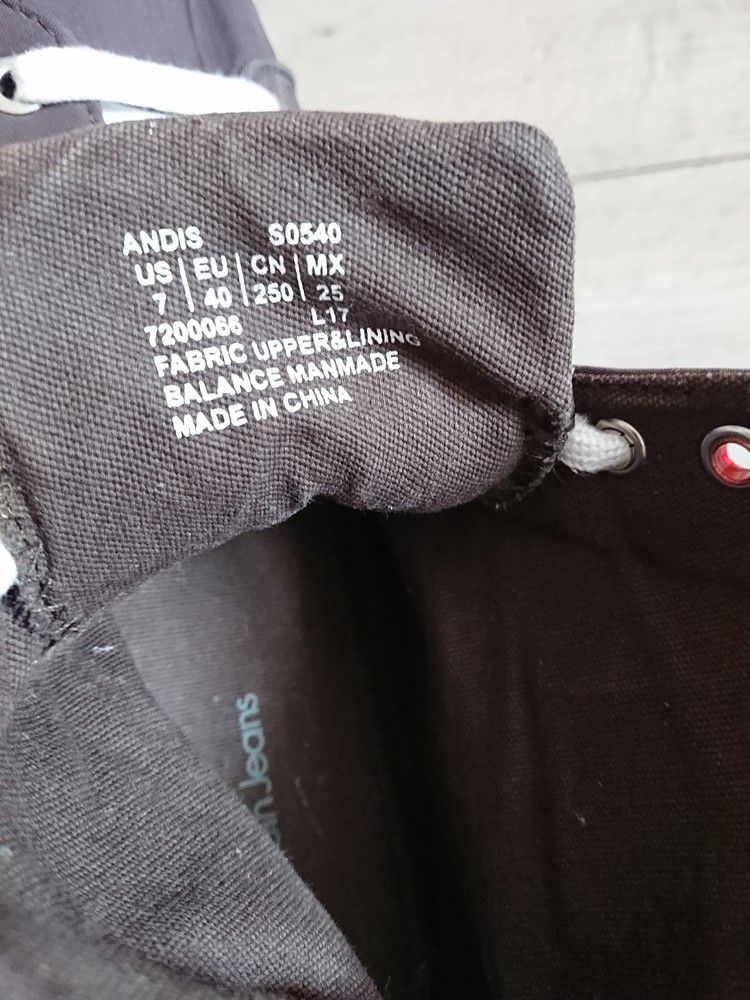 ANDIS S0540
US | EU | CN | MX
7 | 40 | 250 | 25
7200066 L17
FABRIC UPPER&LINING
BALANCE MANMADE
MADE IN CHINA
Jeans